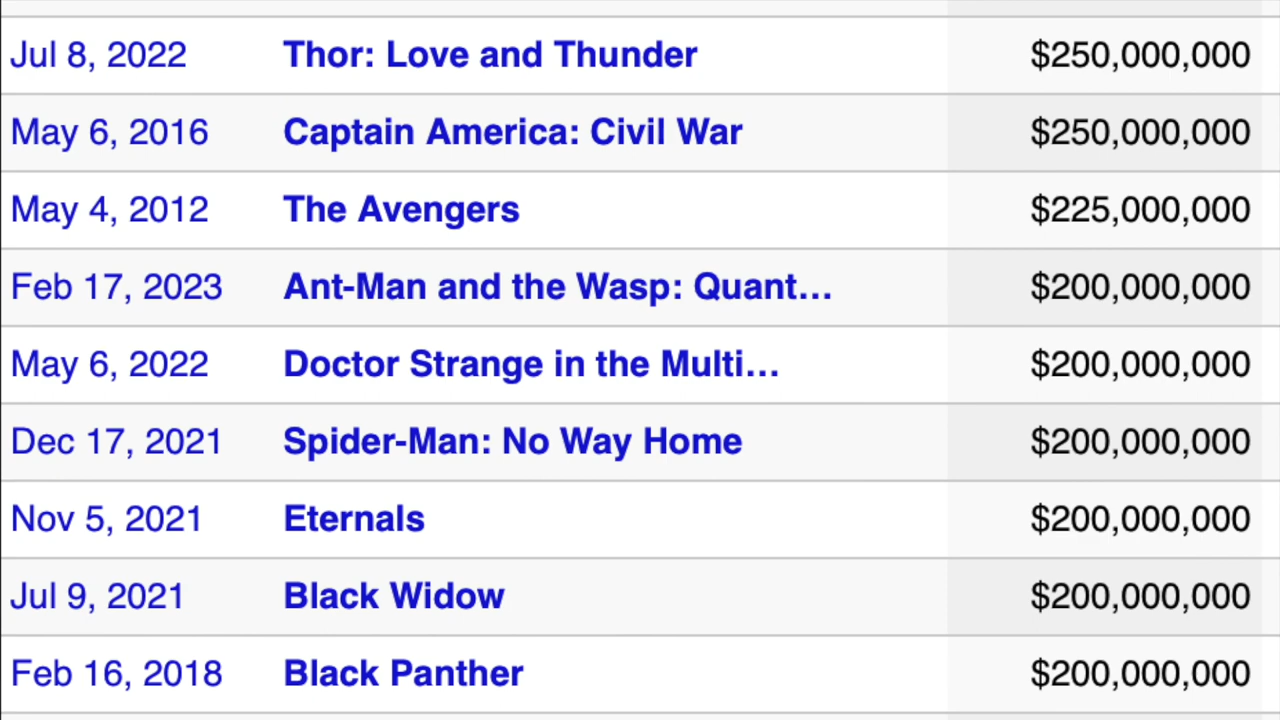 Jul 8, 2022 Thor: Love and Thunder $250,000,000
May 6, 2016 Captain America: Civil War $250,000,000
May 4, 2012 The Avengers $225,000,000
Feb 17, 2023 Ant-Man and the Wasp: Quant... $200,000,000
May 6, 2022 Doctor Strange in the Multi... $200,000,000
Dec 17, 2021 Spider-Man: No Way Home $200,000,000
Nov 5, 2021 Eternals $200,000,000
Jul 9, 2021 Black Widow $200,000,000
Feb 16, 2018 Black Panther $200,000,000